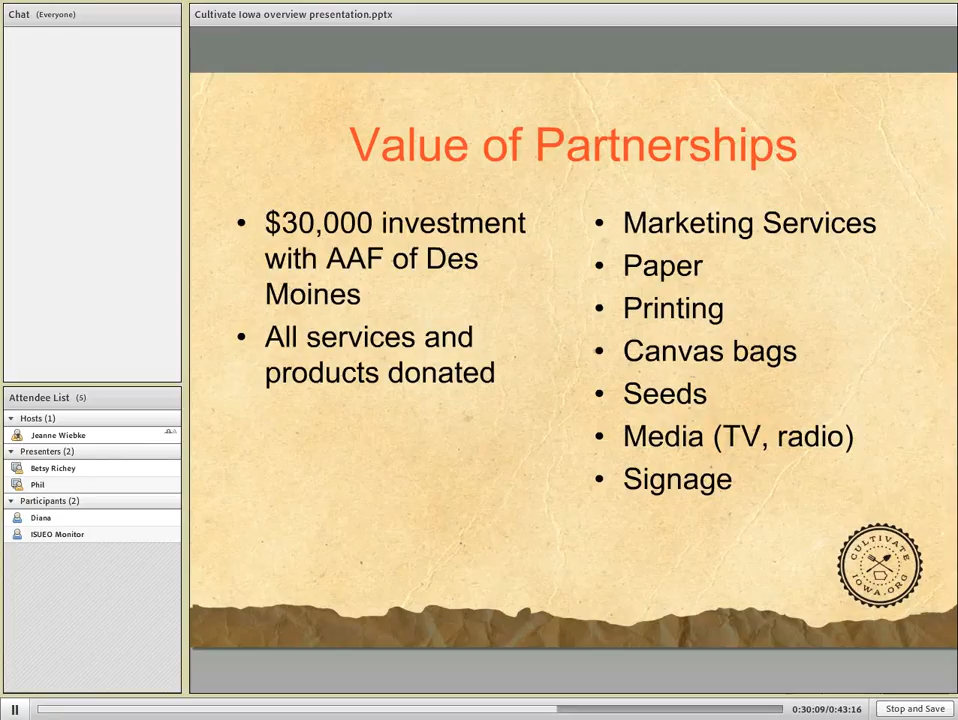 Chat (Everyone)
Cultivate Iowa overview presentation.pptx
Value of Partnerships
• $30,000 investment
with AAF of Des
Moines
• All services and
products donated
• Marketing Services
• Paper
• Printing
• Canvas bags
• Seeds
• Media (TV, radio)
• Signage
CULTIVATE
IOWA.ORG
Attendee List (5)
Hosts (1)
Jeanne Wiebke
Presenters (2)
Betsy Richey
Phil
Participants (2)
Diana
ISUEO Monitor
0:30:09/0:43:16
Stop and Save